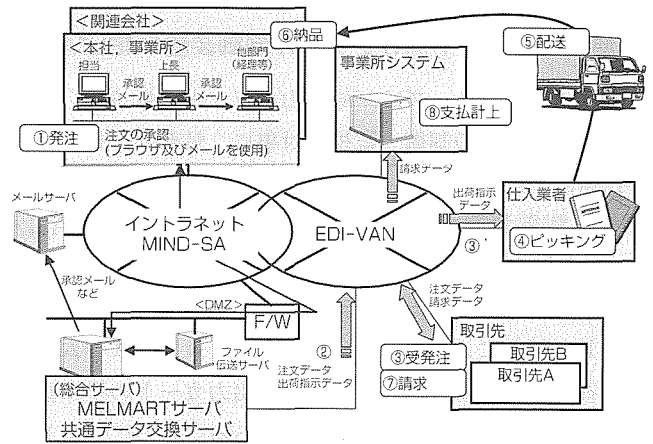 <関連会社>
<本社，事業所>
担当
上長
他部門
(経理等)
承認
メール
承認
メール
①発注
注文の承認
(ブラウザ及びメールを使用)
⑥納品
事業所システム
⑧支払計上
⑤配送
請求データ
メールサーバ
イントラネット
MIND-SA
EDI-VAN
出荷指示
データ
③
仕入業者
④ピッキング
承認メール
など
<DMZ>
F/W
ファイル
伝送サーバ
②
注文データ
出荷指示データ
注文データ
請求データ
③受発注
⑦請求
取引先
取引先B
取引先A
(総合サーバ)
MELMARTサーバ
共通データ交換サーバ